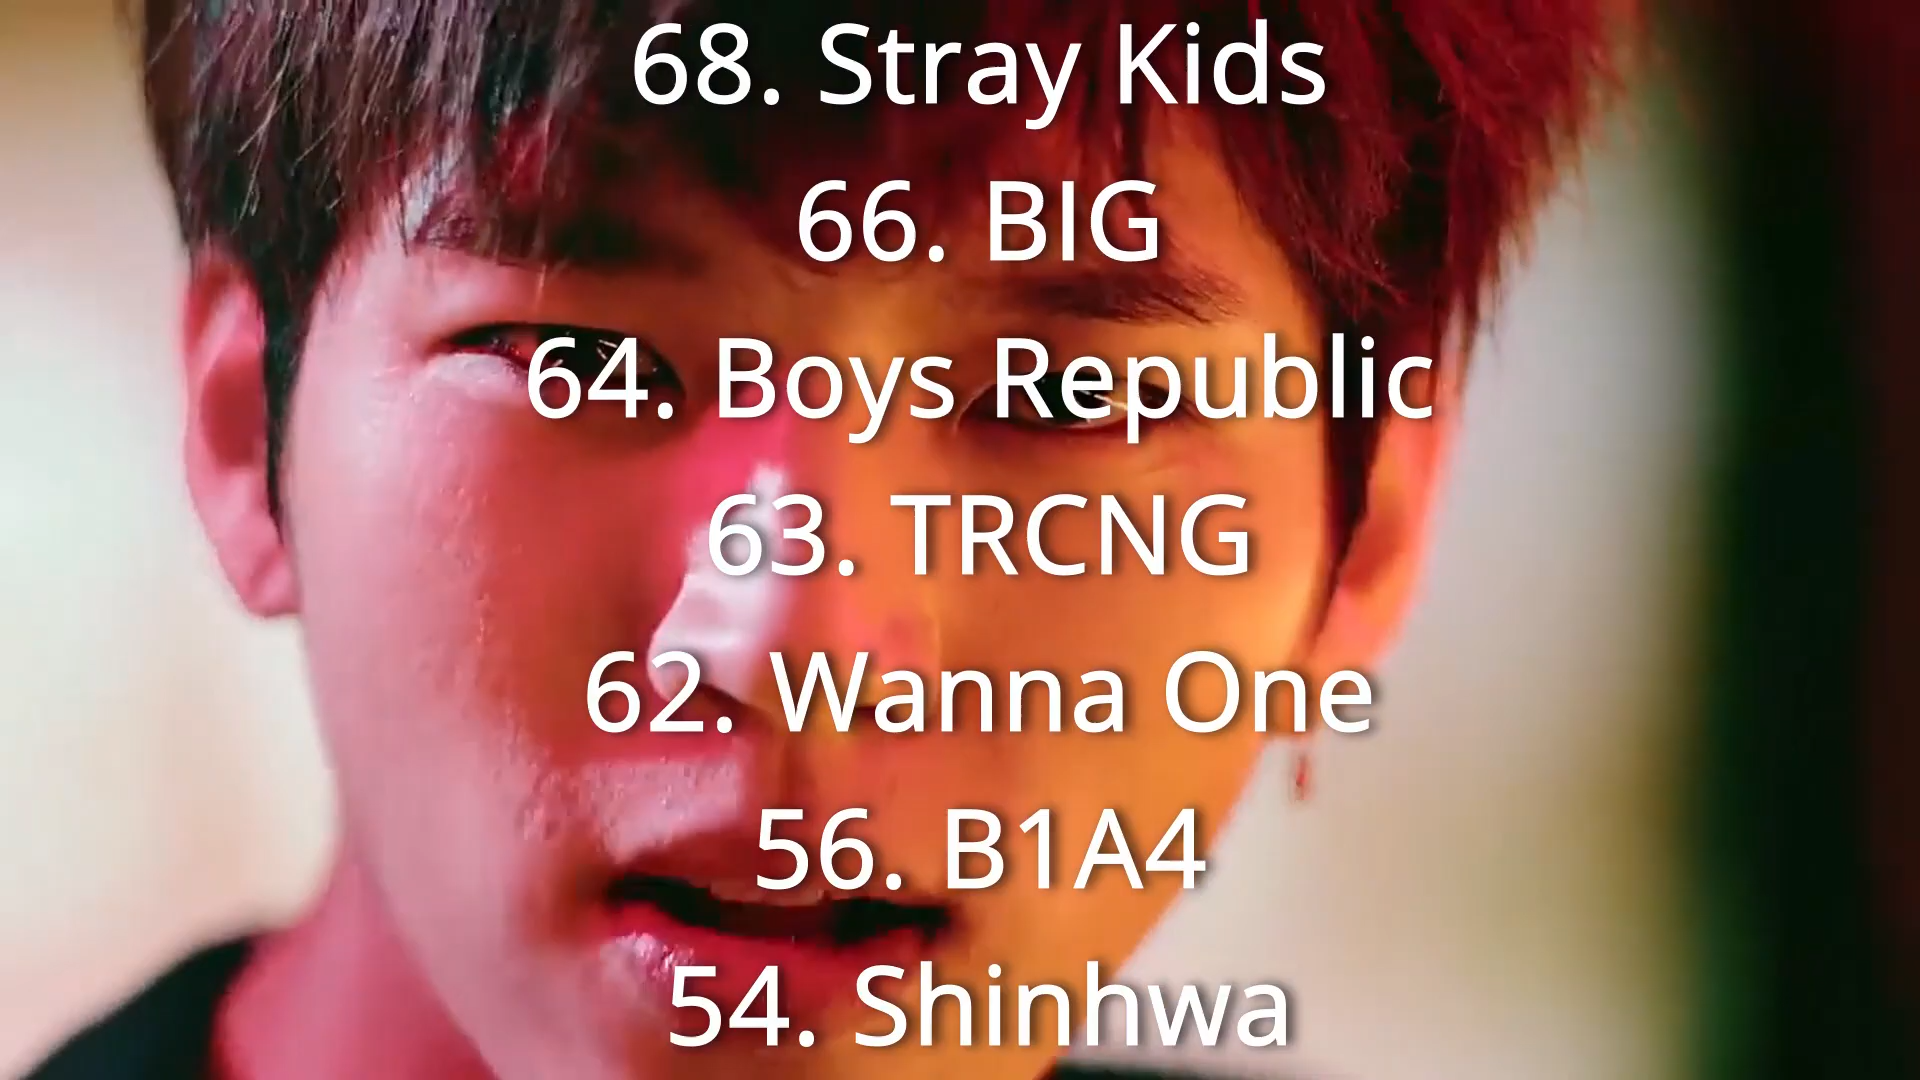 68. Stray Kids
66. BIG
64. Boys Republic
63. TRCNG
62. Wanna One
56. B1A4
54. Shinhwa